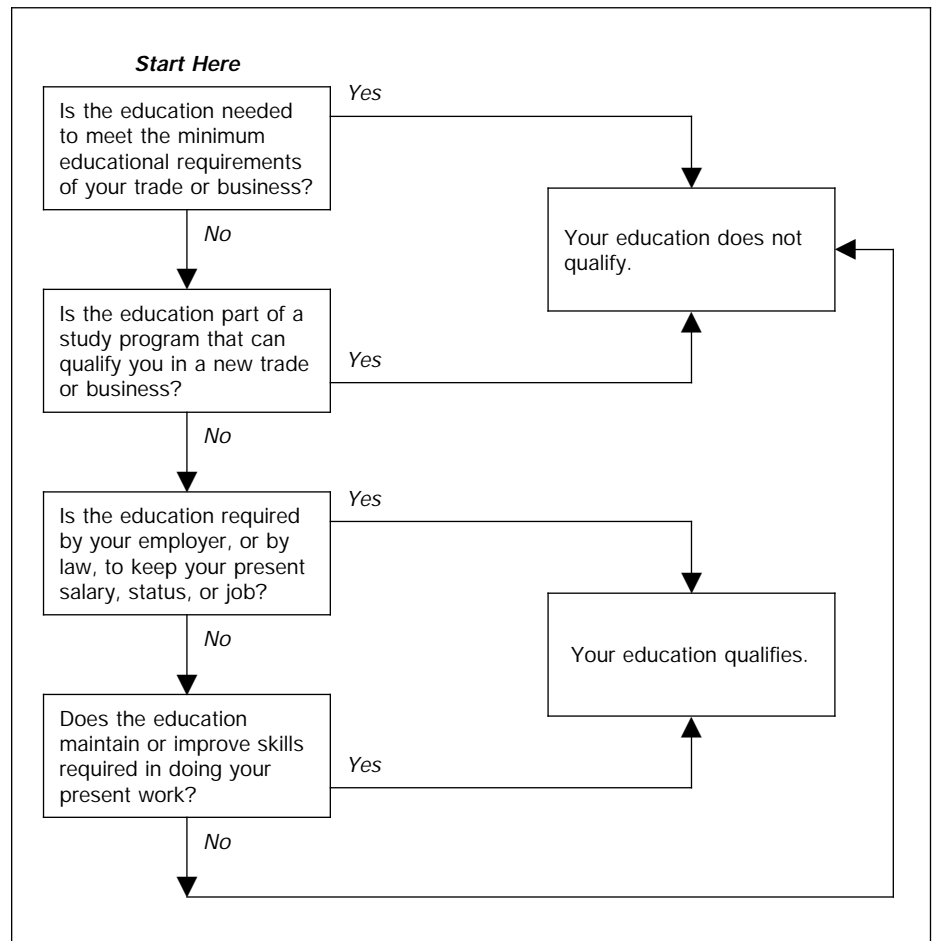 Start Here
Is the education needed
to meet the minimum
educational requirements
of your trade or business?
Yes
No
Your education does not
qualify.
Is the education part of a
study program that can
qualify you in a new trade
or business?
Yes
No
Is the education required
by your employer, or by
law, to keep your present
salary, status, or job?
Yes
No
Your education qualifies.
Does the education
maintain or improve skills
required in doing your
present work?
Yes
No